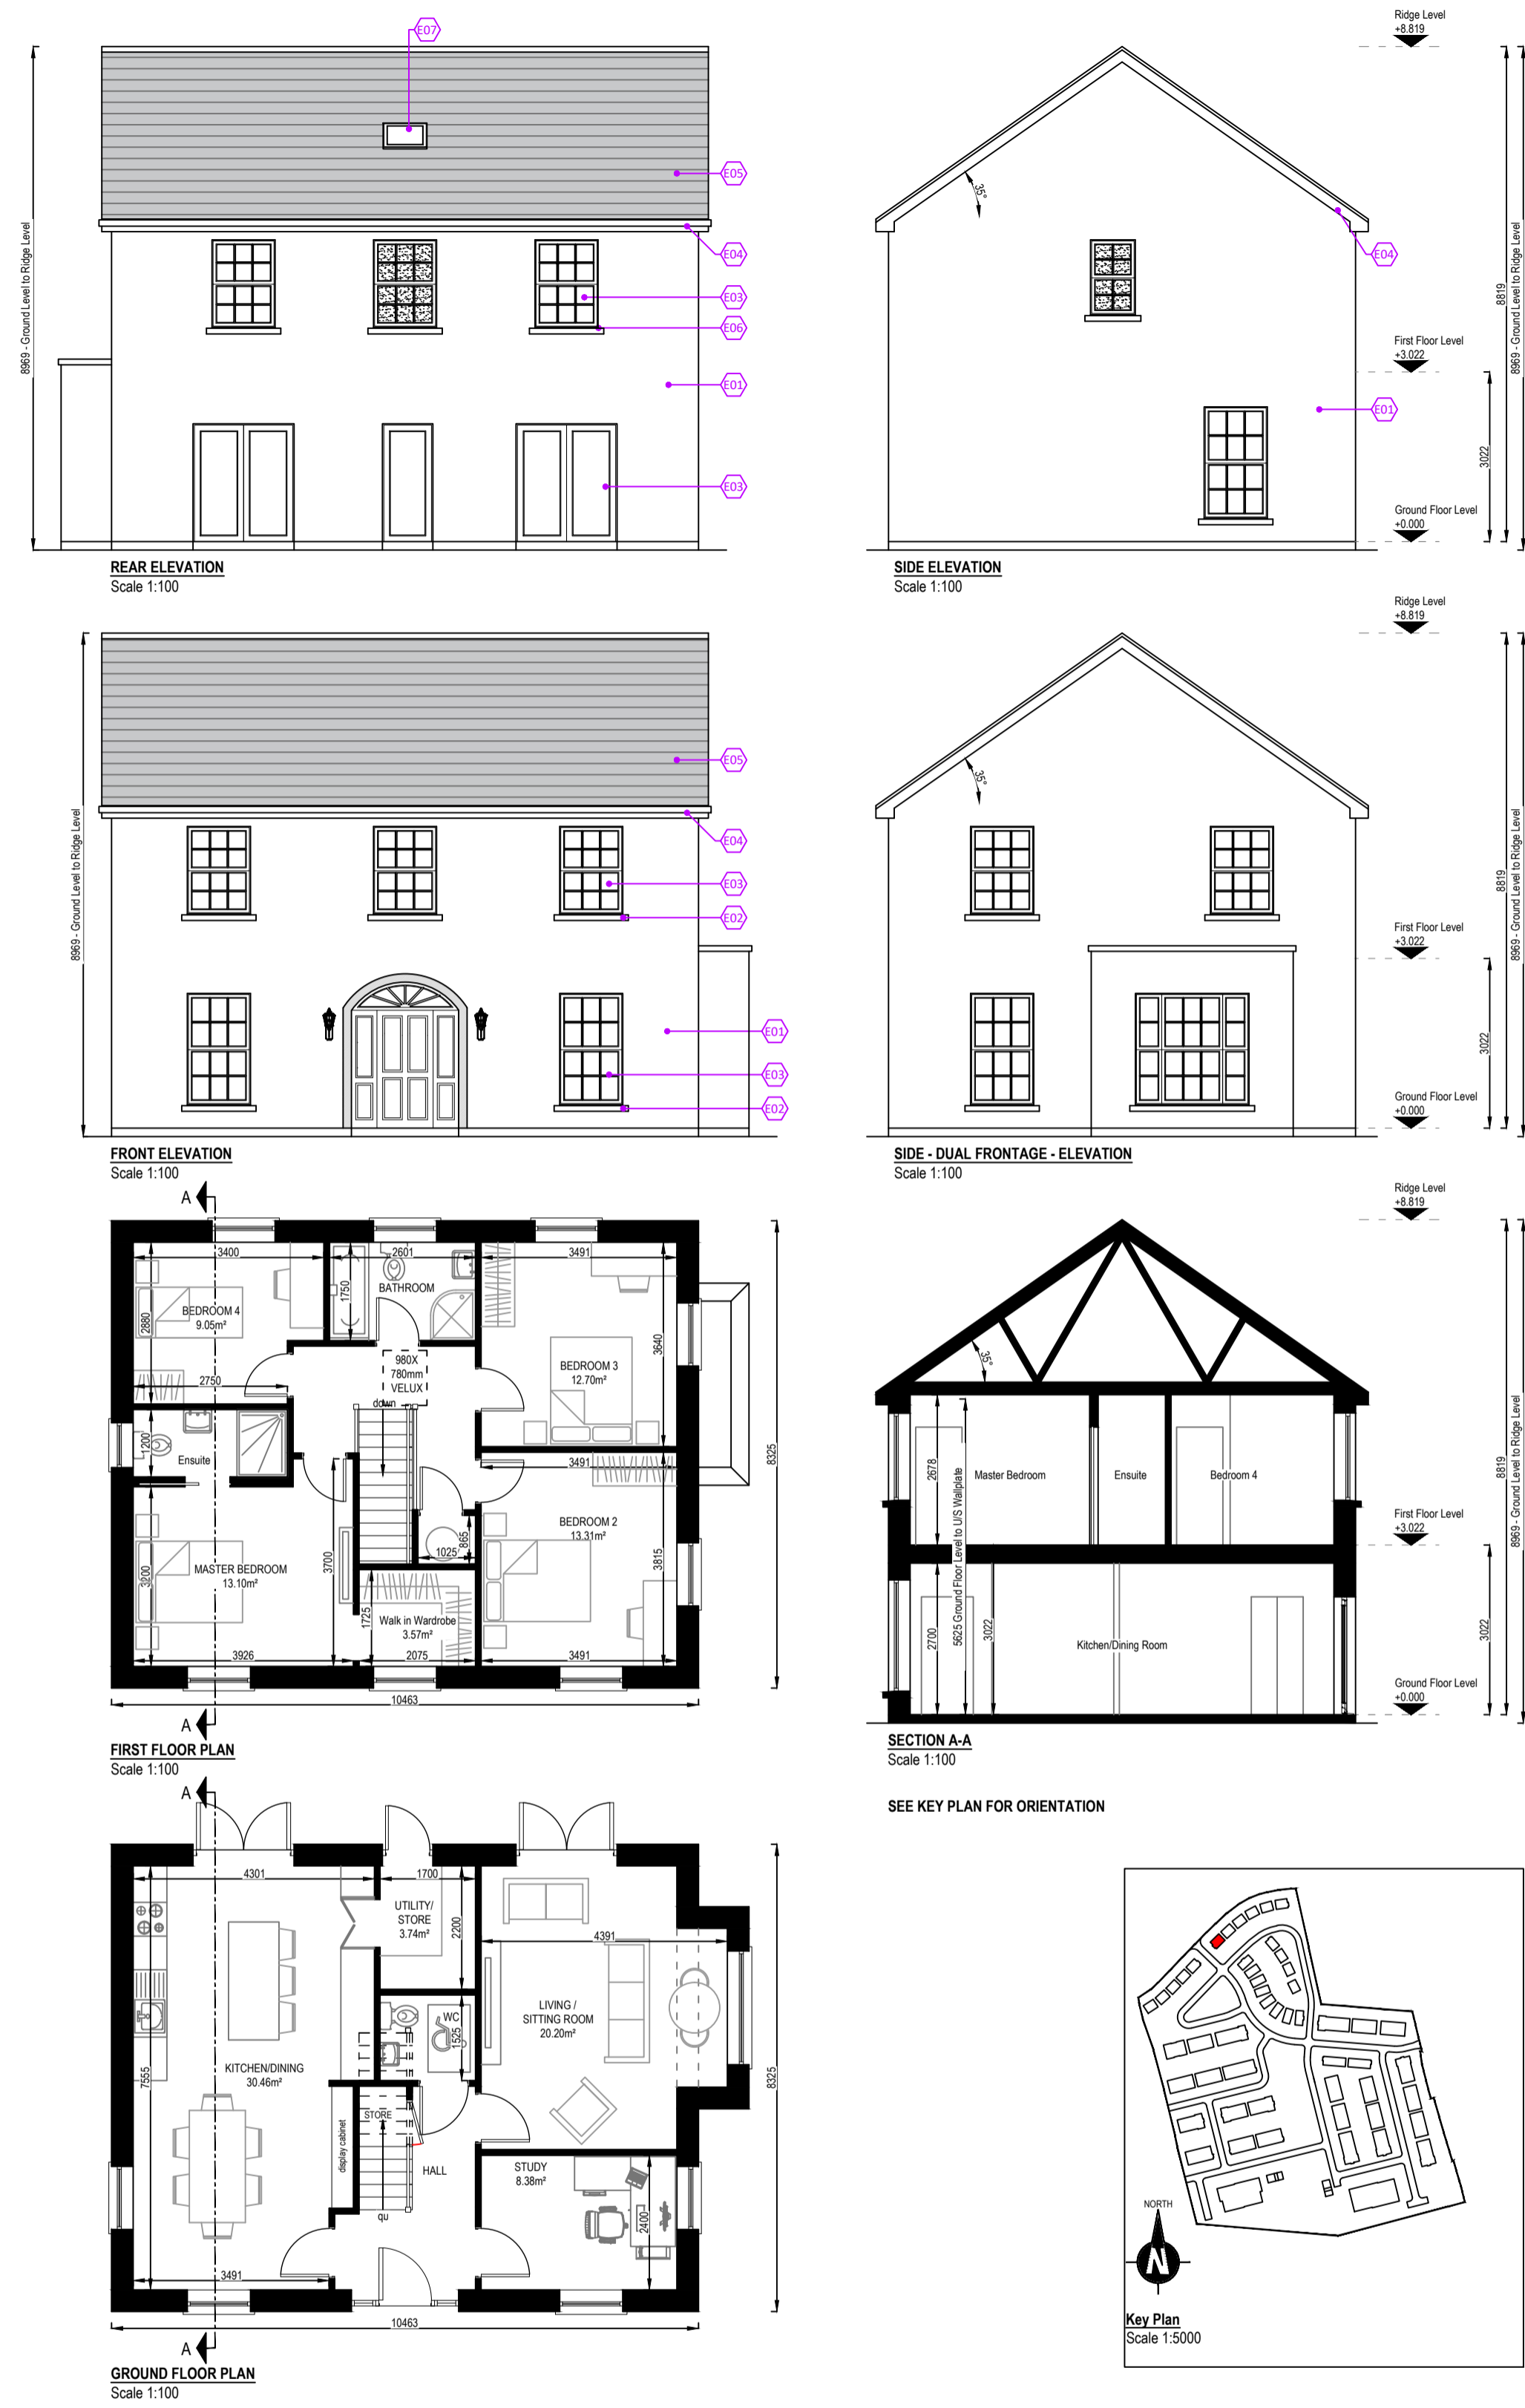 E07
E05
E04
E03
E06
E01
E03
8969 - Ground Level to Ridge Level
REAR ELEVATION
Scale 1:100
Ridge Level
+8.819
35°
E04
First Floor Level
+3.022
E01
Ground Floor Level
+0.000
3022
8819
8969 - Ground Level to Ridge Level
SIDE ELEVATION
Scale 1:100
E05
E04
E03
E02
E01
E03
E02
8969 - Ground Level to Ridge Level
FRONT ELEVATION
Scale 1:100
Ridge Level
+8.819
35°
First Floor Level
+3.022
Ground Floor Level
+0.000
3022
8819
8969 - Ground Level to Ridge Level
SIDE - DUAL FRONTAGE - ELEVATION
Scale 1:100
A
3400
2601
3491
BEDROOM 4
9.05m²
2880
2750
1750
BATHROOM
980X
780mm
VELUX
down
BEDROOM 3
12.70m²
3640
1200
Ensuite
3491
BEDROOM 2
13.31m²
3815
865
1025
MASTER BEDROOM
13.10m²
3200
3700
1725
Walk in Wardrobe
3.57m²
3926
2075
3491
8325
10463
A
FIRST FLOOR PLAN
Scale 1:100
Ridge Level
+8.819
35°
Master Bedroom
Ensuite
Bedroom 4
2678
5625 Ground Floor Level to U/S Wallplate
2700
3022
Kitchen/Dining Room
First Floor Level
+3.022
Ground Floor Level
+0.000
3022
8819
8969 - Ground Level to Ridge Level
SECTION A-A
Scale 1:100
SEE KEY PLAN FOR ORIENTATION
A
4301
1700
UTILITY/
STORE
3.74m²
2200
4391
LIVING /
SITTING ROOM
20.20m²
WC
1525
KITCHEN/DINING
30.46m²
7555
display cabinet
STORE
HALL
STUDY
8.38m²
2400
up
3491
8325
10463
A
GROUND FLOOR PLAN
Scale 1:100
NORTH
N
Key Plan
Scale 1:5000